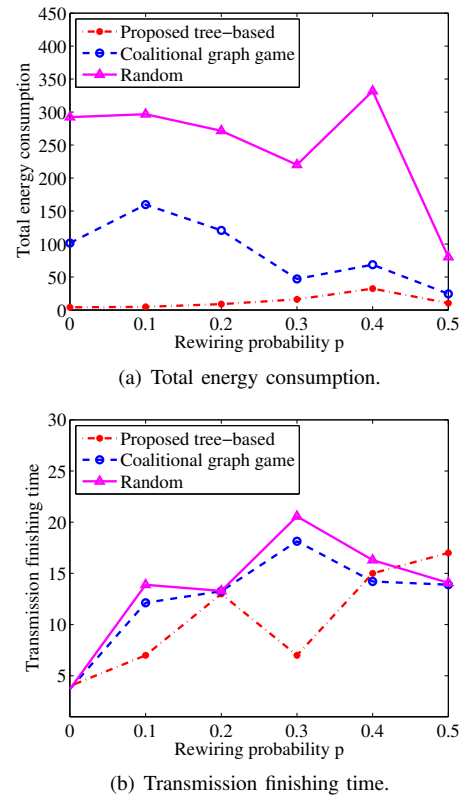 450
400
350
300
250
200
150
100
50
0
Total energy consumption
Proposed tree−based
Coalitional graph game
Random
0 0.1 0.2 0.3 0.4 0.5
Rewiring probability p
(a) Total energy consumption.
30
25
20
15
10
5
Transmission finishing time
Proposed tree−based
Coalitional graph game
Random
0 0.1 0.2 0.3 0.4 0.5
Rewiring probability p
(b) Transmission finishing time.